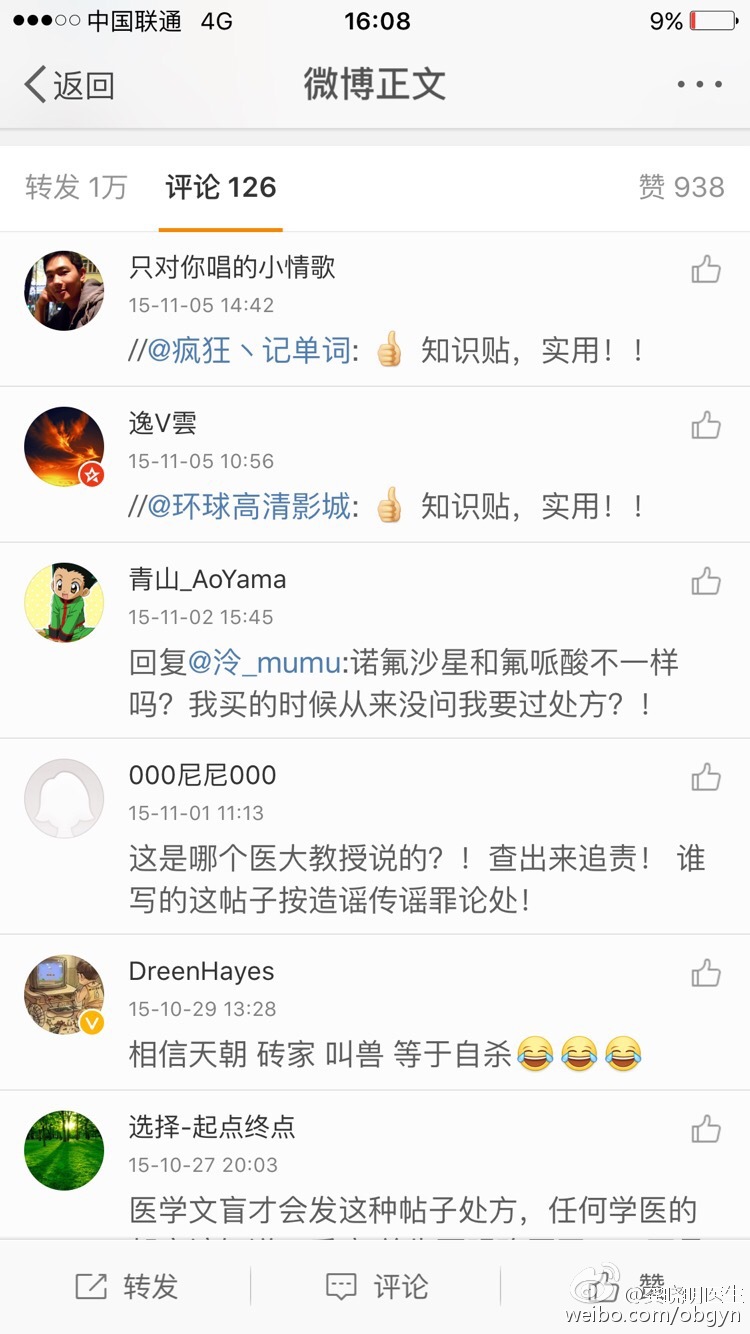 中国联通 4G 16:08 9%
返回 微博正文
转发 1万 评论 126 赞 938
只对你唱的小情歌
15-11-05 14:42
//@疯狂丶记单词: 👍 知识贴，实用！！
逸V雲
15-11-05 10:56
//@环球高清影城: 👍 知识贴，实用！！
青山_AoYama
15-11-02 15:45
回复@泠_mumu:诺氟沙星和氟哌酸不一样
吗？我买的时候从来没问我要过处方？！
000尼尼000
15-11-01 11:13
这是哪个医大教授说的？！查出来追责！ 谁
写的这帖子按造谣传谣罪论处！
DreenHayes
15-10-29 13:28
相信天朝 砖家 叫兽 等于自杀😂😂😂
选择-起点终点
15-10-27 20:03
医学文盲才会发这种帖子处方，任何学医的
转发 评论 赞
weibo.com/obgyn